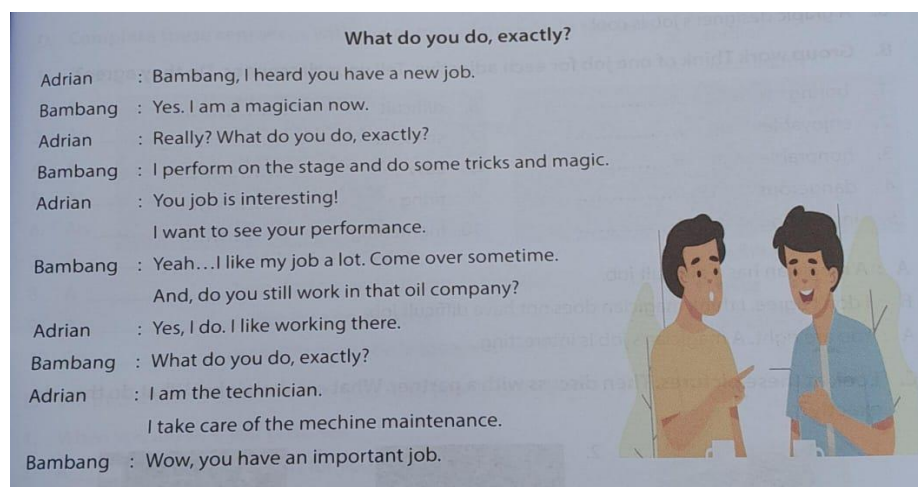 What do you do, exactly?
Adrian : Bambang, I heard you have a new job.
Bambang : Yes. I am a magician now.
Adrian : Really? What do you do, exactly?
Bambang : I perform on the stage and do some tricks and magic.
Adrian : You job is interesting!
I want to see your performance.
Bambang : Yeah...I like my job a lot. Come over sometime.
And, do you still work in that oil company?
Adrian : Yes, I do. I like working there.
Bambang : What do you do, exactly?
Adrian : I am the technician.
I take care of the mechine maintenance.
Bambang : Wow, you have an important job.